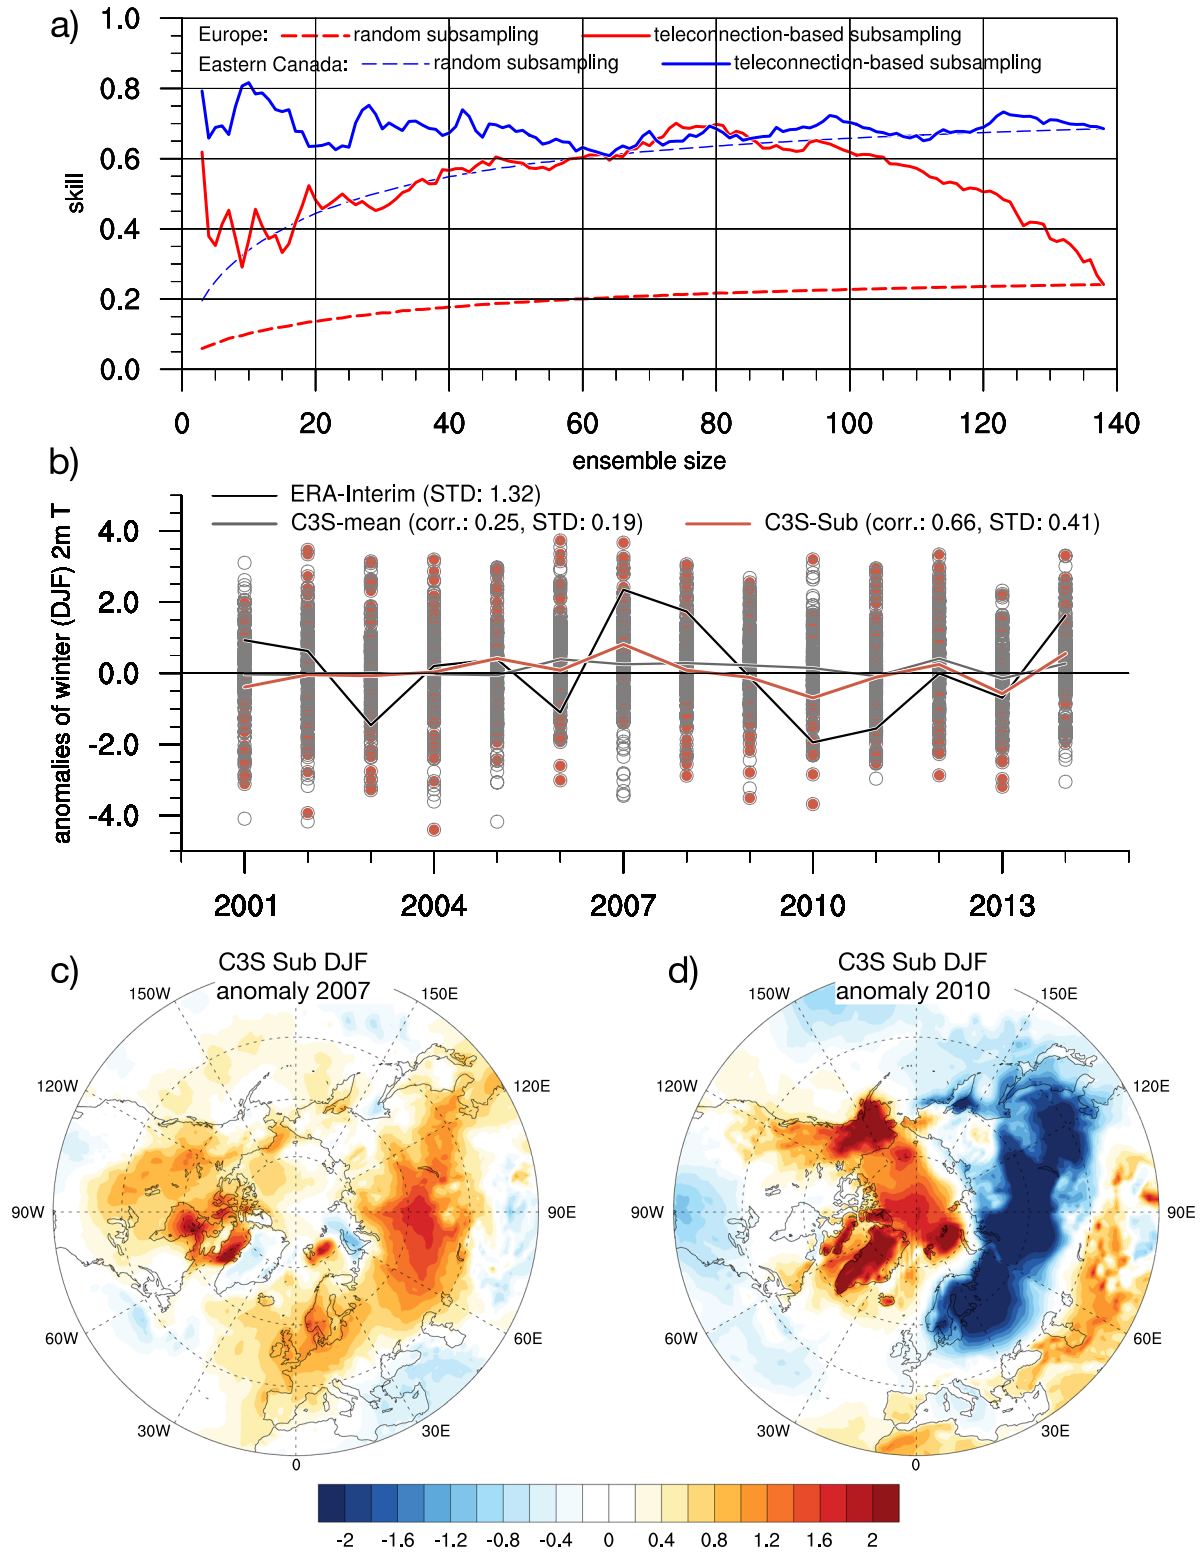 a)
1.0
0.8
0.6
0.4
0.2
0.0
skill
Europe: random subsampling teleconnection-based subsampling
Eastern Canada: random subsampling teleconnection-based subsampling
0 20 40 60 80 100 120 140
ensemble size
b)
anomalies of winter (DJF) 2m T
4.0
2.0
0.0
-2.0
-4.0
ERA-Interim (STD: 1.32)
C3S-mean (corr.: 0.25, STD: 0.19) C3S-Sub (corr.: 0.66, STD: 0.41)
2001 2004 2007 2010 2013
c)
C3S Sub DJF
anomaly 2007
150W 150E
120W 120E
90W 90E
60W 60E
30W 30E
0
d)
C3S Sub DJF
anomaly 2010
150W 150E
120W 120E
90W 90E
60W 60E
30W 30E
0
-2 -1.6 -1.2 -0.8 -0.4 0 0.4 0.8 1.2 1.6 2